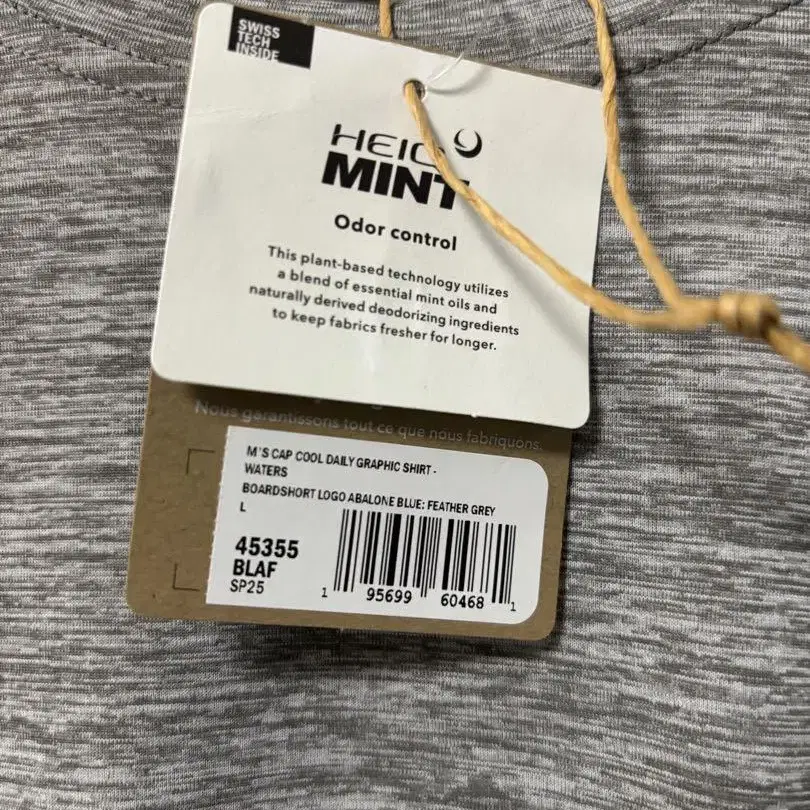 SWISS
TECH
INSIDE
HEIQ
MINT
Odor control
This plant-based technology utilizes
a blend of essential mint oils and
naturally derived deodorizing ingredients
to keep fabrics fresher for longer.
Nous garantissons tout ce que nous fabriquons.
M'S CAP COOL DAILY GRAPHIC SHIRT -
WATERS
BOARDSHORT LOGO ABALONE BLUE: FEATHER GREY
L
45355
BLAF
SP25
1 95699 60468 1